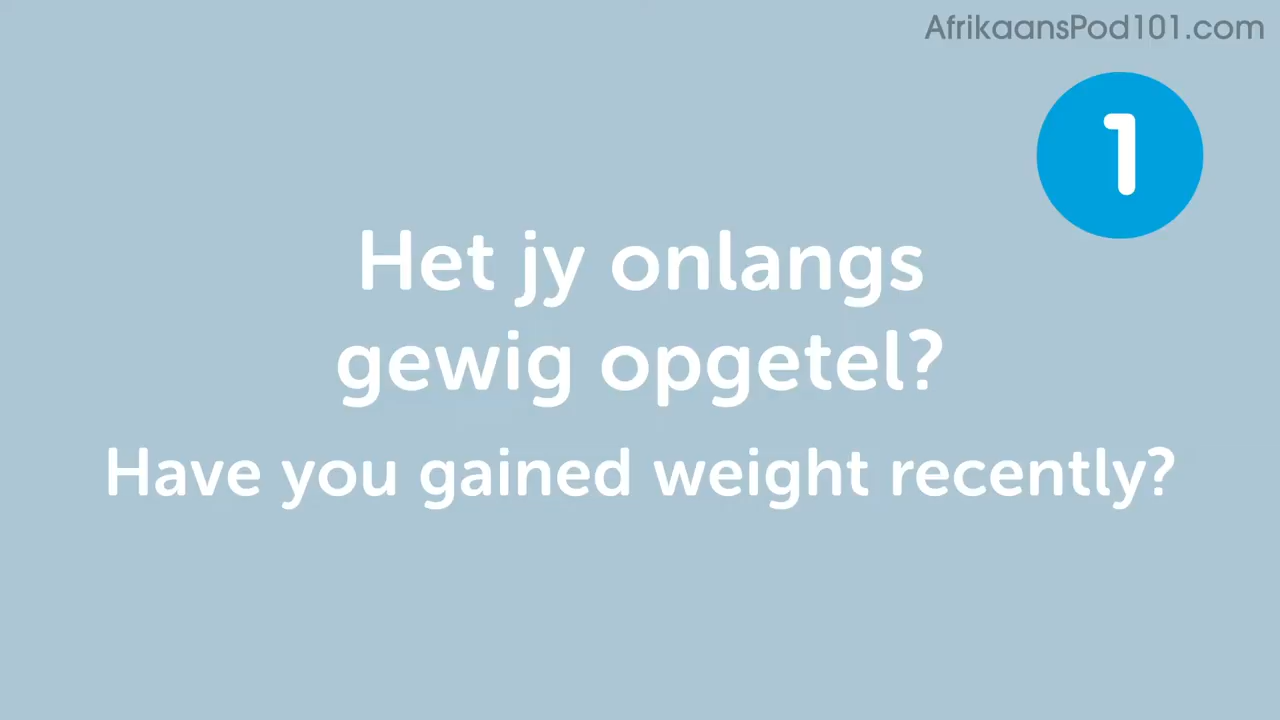 AfrikaansPod101.com
1
Het jy onlangs
gewig opgetel?
Have you gained weight recently?